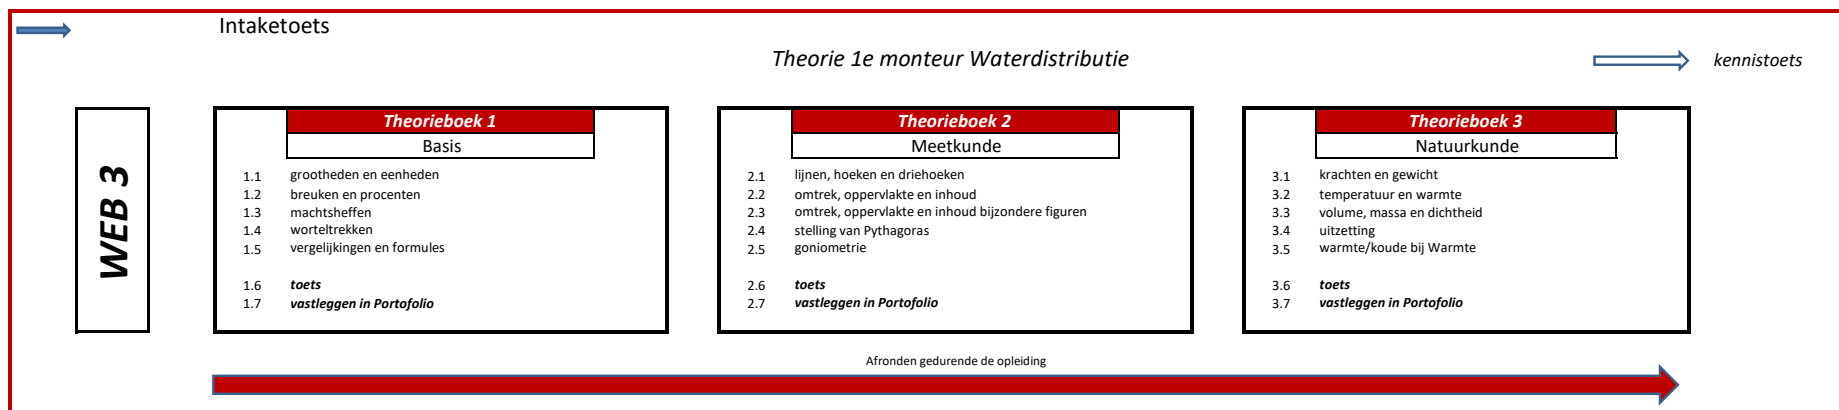 Intaketoets
Theorie 1e monteur Waterdistributie
kennistoets
WEB 3
Theorieboek 1
Basis
1.1 grootheden en eenheden
1.2 breuken en procenten
1.3 machtsheffen
1.4 worteltrekken
1.5 vergelijkingen en formules
1.6 toets
1.7 vastleggen in Portofolio
Theorieboek 2
Meetkunde
2.1 lijnen, hoeken en driehoeken
2.2 omtrek, oppervlakte en inhoud
2.3 omtrek, oppervlakte en inhoud bijzondere figuren
2.4 stelling van Pythagoras
2.5 goniometrie
2.6 toets
2.7 vastleggen in Portofolio
Theorieboek 3
Natuurkunde
3.1 krachten en gewicht
3.2 temperatuur en warmte
3.3 volume, massa en dichtheid
3.4 uitzetting
3.5 warmte/koude bij Warmte
3.6 toets
3.7 vastleggen in Portofolio
Afronden gedurende de opleiding